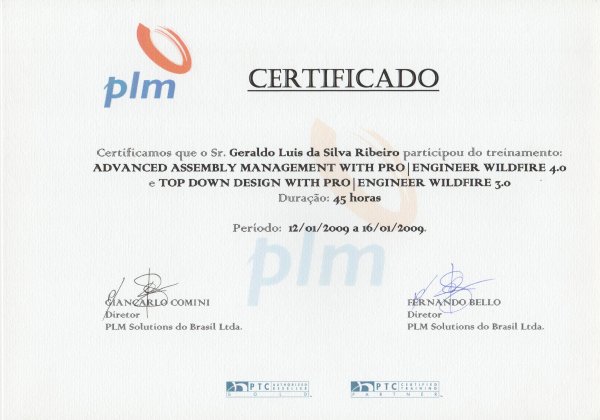 plm
CERTIFICADO
Certificamos que o Sr. Geraldo Luis da Silva Ribeiro participou do treinamento:
ADVANCED ASSEMBLY MANAGEMENT WITH PRO|ENGINEER WILDFIRE 4.0
e TOP DOWN DESIGN WITH PRO|ENGINEER WILDFIRE 3.0
Duração: 45 horas
Período: 12/01/2009 a 16/01/2009.
plm
GIANCARLO COMINI
Diretor
PLM Solutions do Brasil Ltda.
FERNANDO BELLO
Diretor
PLM Solutions do Brasil Ltda.
PTC AUTHORIZED RESELLER
GOLD
PTC CERTIFIED TRAINING
PARTNER